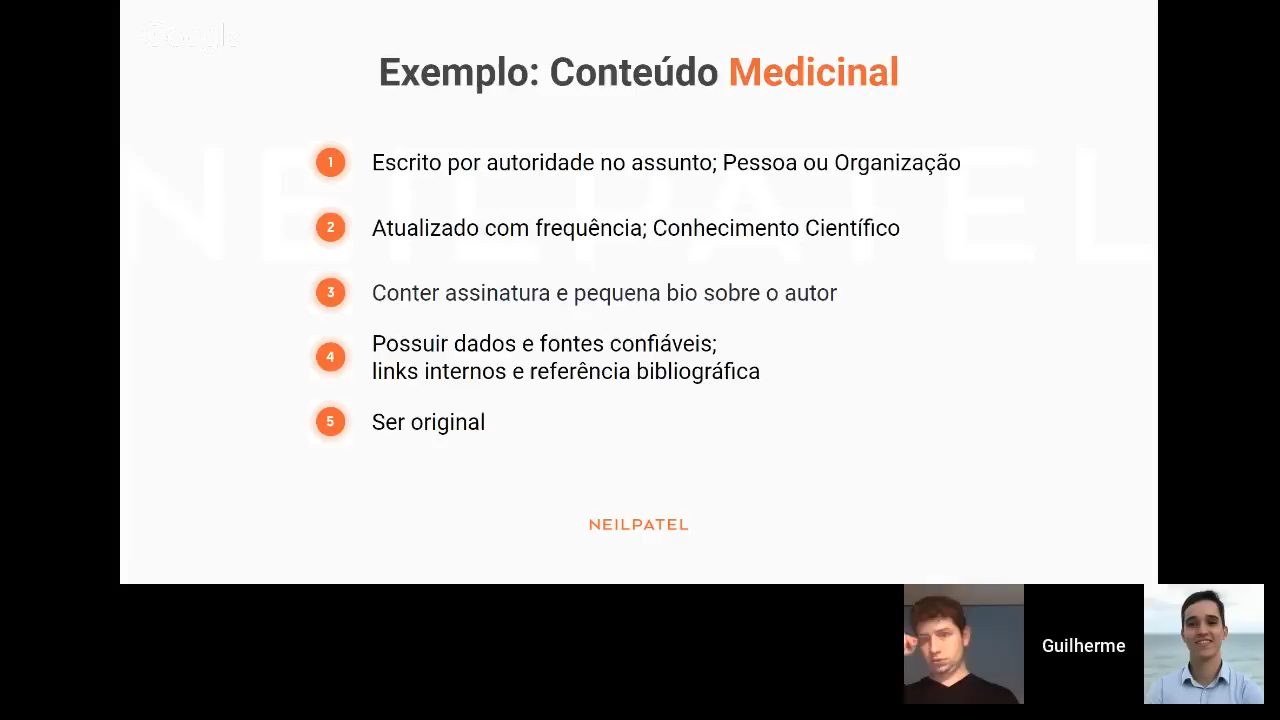 Exemplo: Conteúdo Medicinal
1 Escrito por autoridade no assunto; Pessoa ou Organização
2 Atualizado com frequência; Conhecimento Científico
3 Conter assinatura e pequena bio sobre o autor
4 Possuir dados e fontes confiáveis;
links internos e referência bibliográfica
5 Ser original
NEILPATEL
NEILPATEL
Guilherme